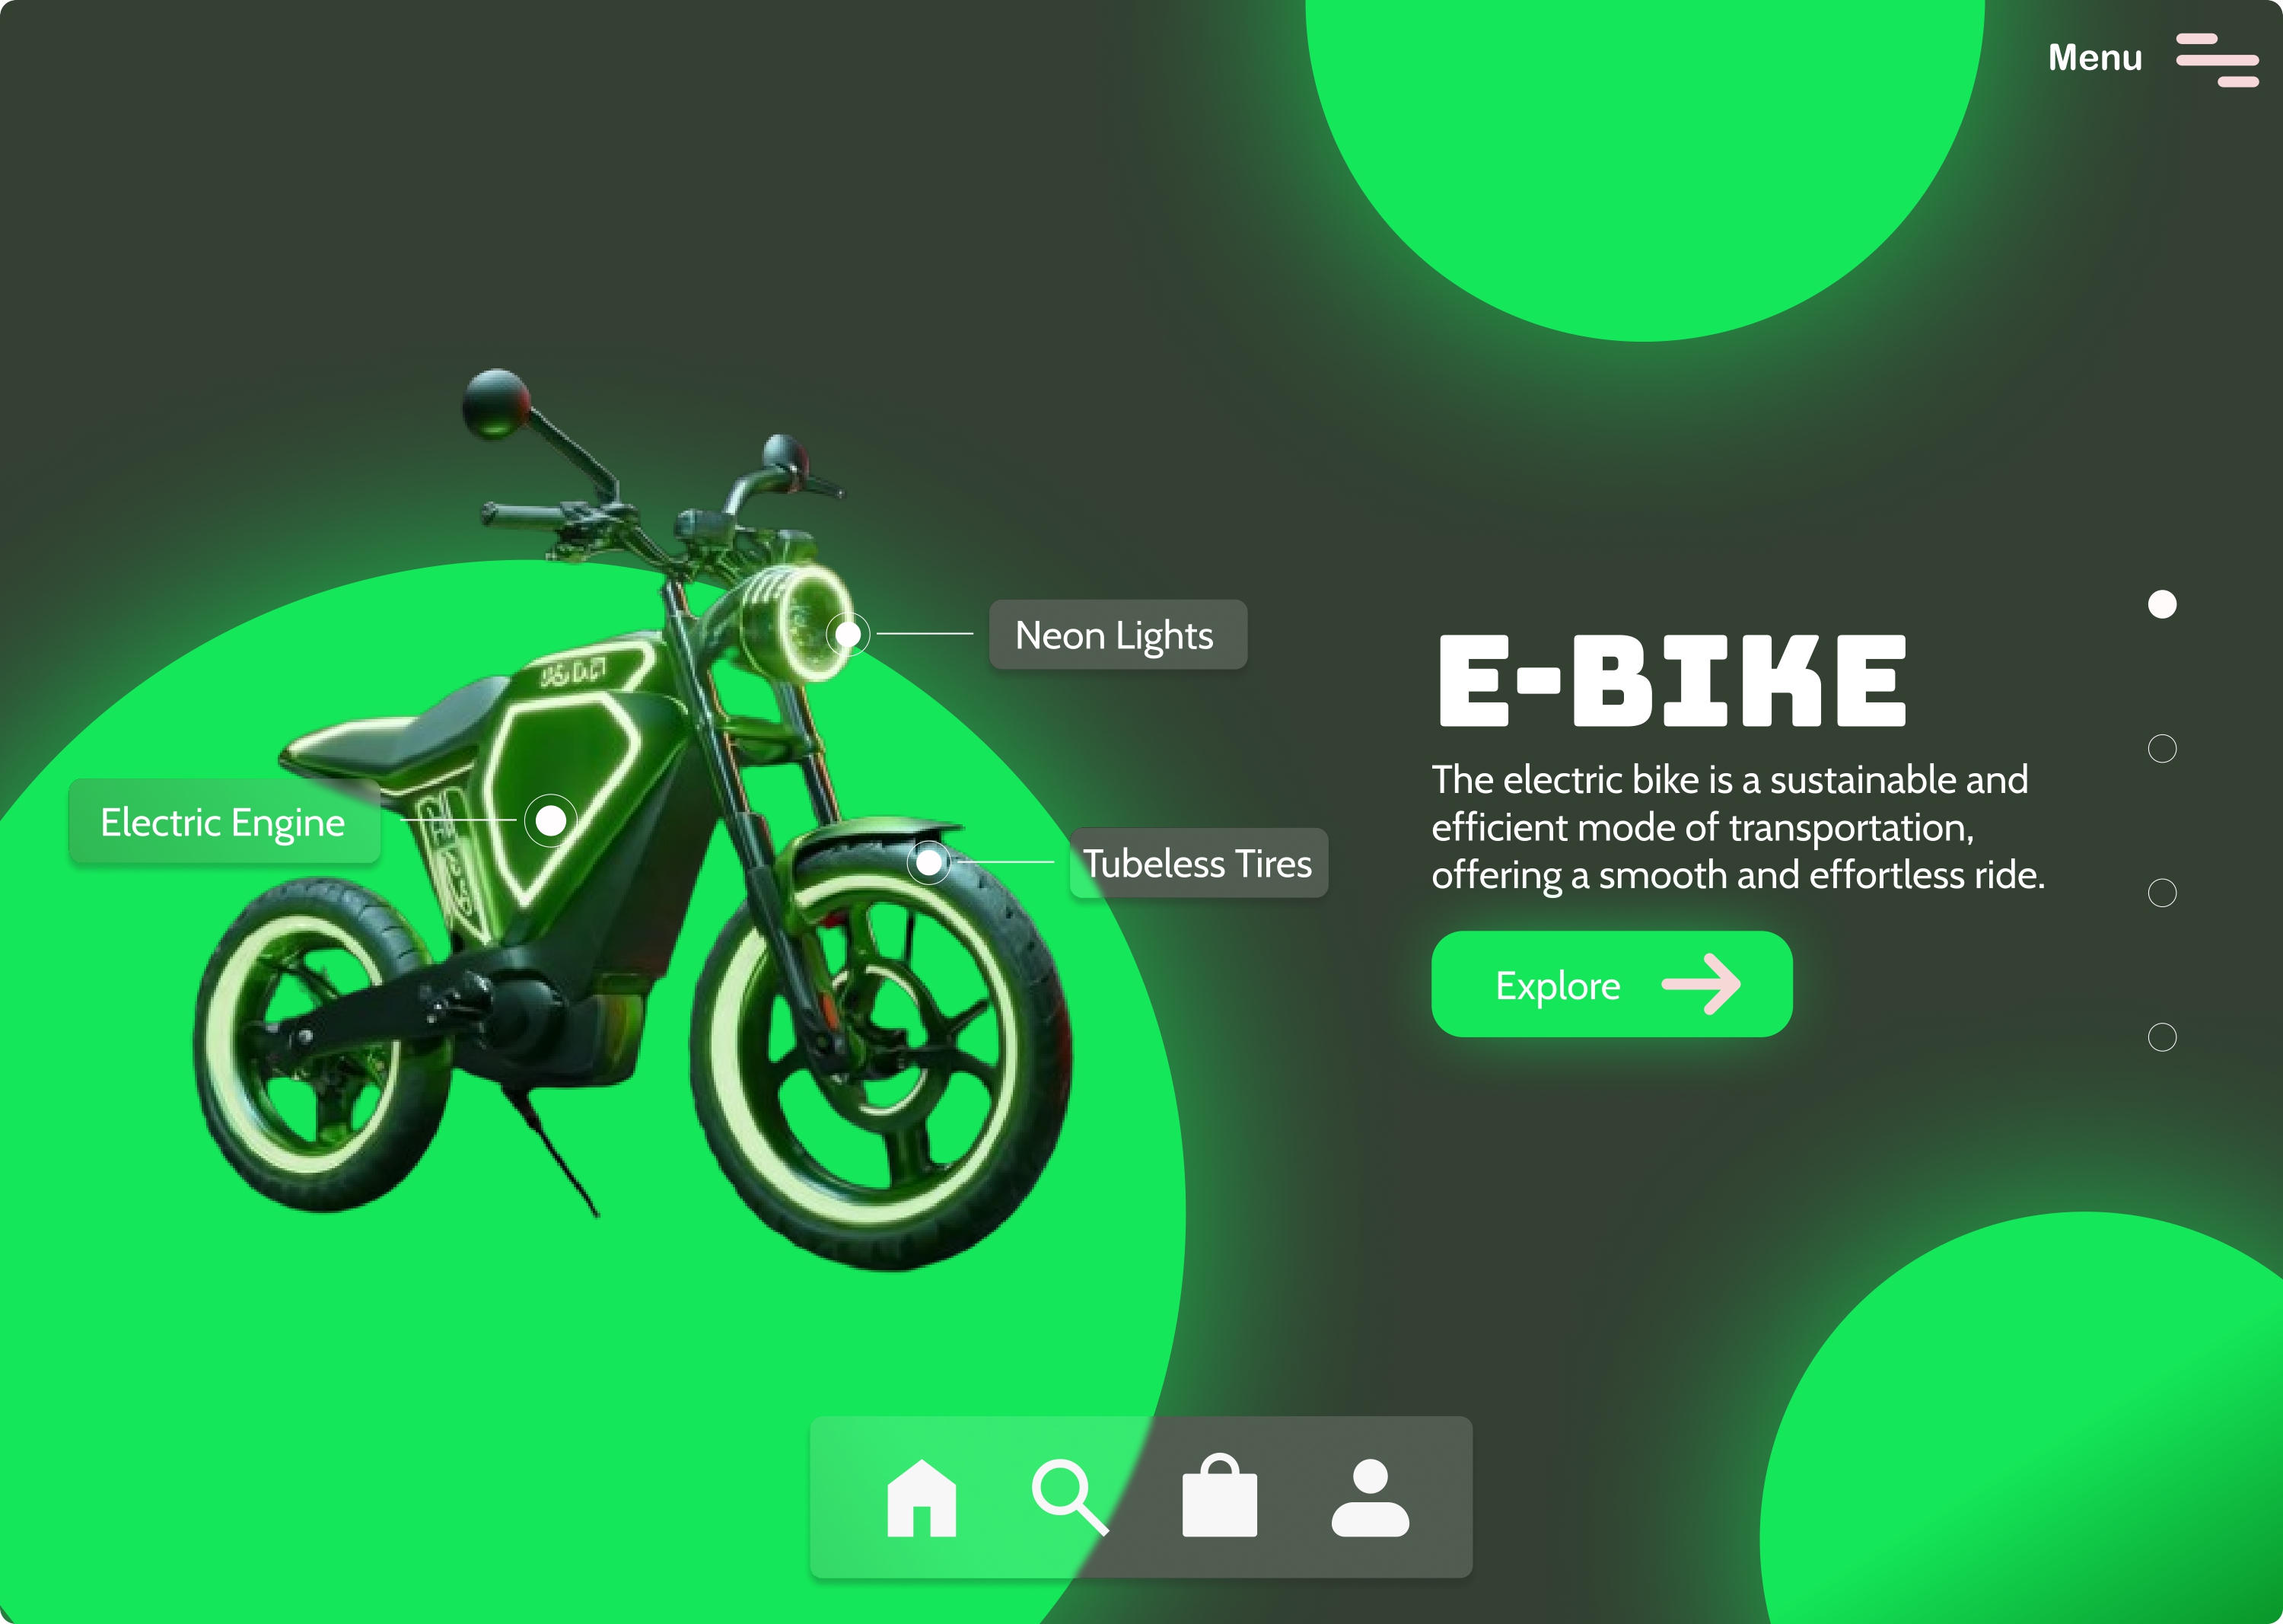 Menu
Neon Lights
E-BIKE
The electric bike is a sustainable and
efficient mode of transportation,
offering a smooth and effortless ride.
Electric Engine
Tubeless Tires
Explore